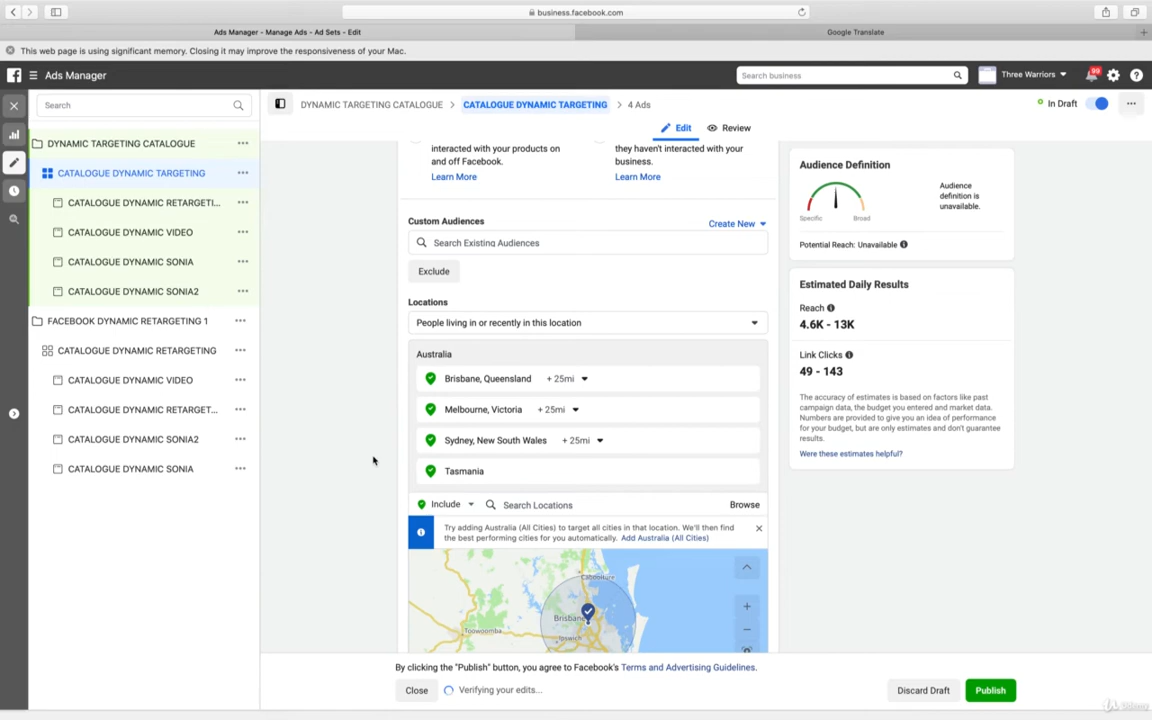 business.facebook.com
Ads Manager - Manage Ads - Ad Sets - Edit
Google Translate
This web page is using significant memory. Closing it may improve the responsiveness of your Mac.
Ads Manager
Search business
Three Warriors
99
Search
DYNAMIC TARGETING CATALOGUE
CATALOGUE DYNAMIC TARGETING
CATALOGUE DYNAMIC RETARGETI...
CATALOGUE DYNAMIC VIDEO
CATALOGUE DYNAMIC SONIA
CATALOGUE DYNAMIC SONIA2
FACEBOOK DYNAMIC RETARGETING 1
CATALOGUE DYNAMIC RETARGETING
CATALOGUE DYNAMIC VIDEO
CATALOGUE DYNAMIC RETARGET...
CATALOGUE DYNAMIC SONIA2
CATALOGUE DYNAMIC SONIA
DYNAMIC TARGETING CATALOGUE > CATALOGUE DYNAMIC TARGETING > 4 Ads
In Draft
Edit
Review
interacted with your products on
and off Facebook.
Learn More
they haven't interacted with your
business.
Learn More
Custom Audiences
Create New
Search Existing Audiences
Exclude
Locations
People living in or recently in this location
Australia
Brisbane, Queensland + 25mi
Melbourne, Victoria + 25mi
Sydney, New South Wales + 25mi
Tasmania
Include
Search Locations
Browse
Try adding Australia (All Cities) to target all cities in that location. We'll then find
the best performing cities for you automatically. Add Australia (All Cities)
Caboolture
Brisbane
Toowoomba
Ipswich
Audience Definition
Specific
Broad
Audience
definition is
unavailable.
Potential Reach: Unavailable
Estimated Daily Results
Reach
4.6K - 13K
Link Clicks
49 - 143
The accuracy of estimates is based on factors like past
campaign data, the budget you entered and market data.
Numbers are provided to give you an idea of performance
for your budget, but are only estimates and don't guarantee
results.
Were these estimates helpful?
By clicking the "Publish" button, you agree to Facebook's Terms and Advertising Guidelines.
Close
Verifying your edits...
Discard Draft
Publish
Udemy